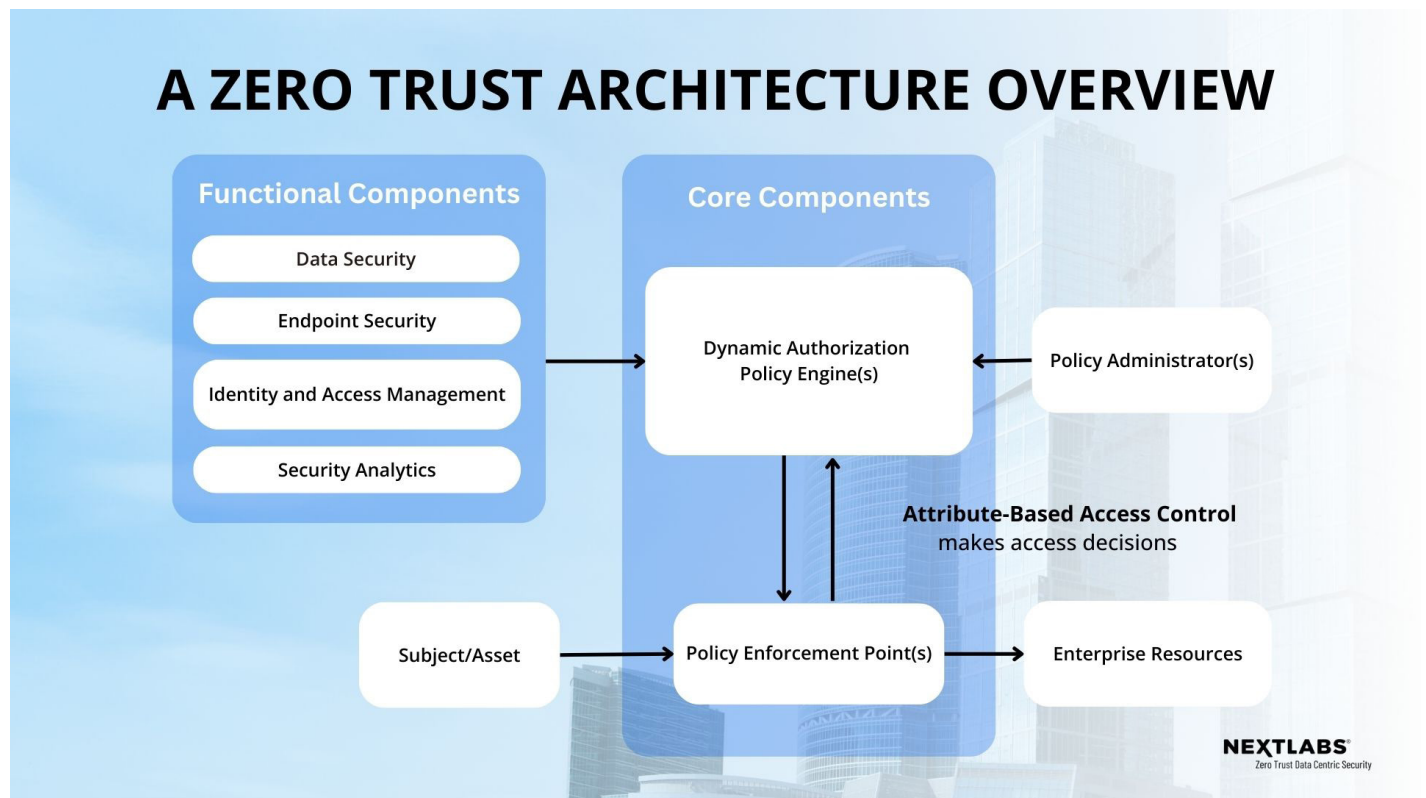 A ZERO TRUST ARCHITECTURE OVERVIEW
Functional Components
Data Security
Endpoint Security
Identity and Access Management
Security Analytics
Core Components
Dynamic Authorization
Policy Engine(s)
Policy Administrator(s)
Attribute-Based Access Control
makes access decisions
Subject/Asset
Policy Enforcement Point(s)
Enterprise Resources
NEXTLABS®
Zero Trust Data Centric Security